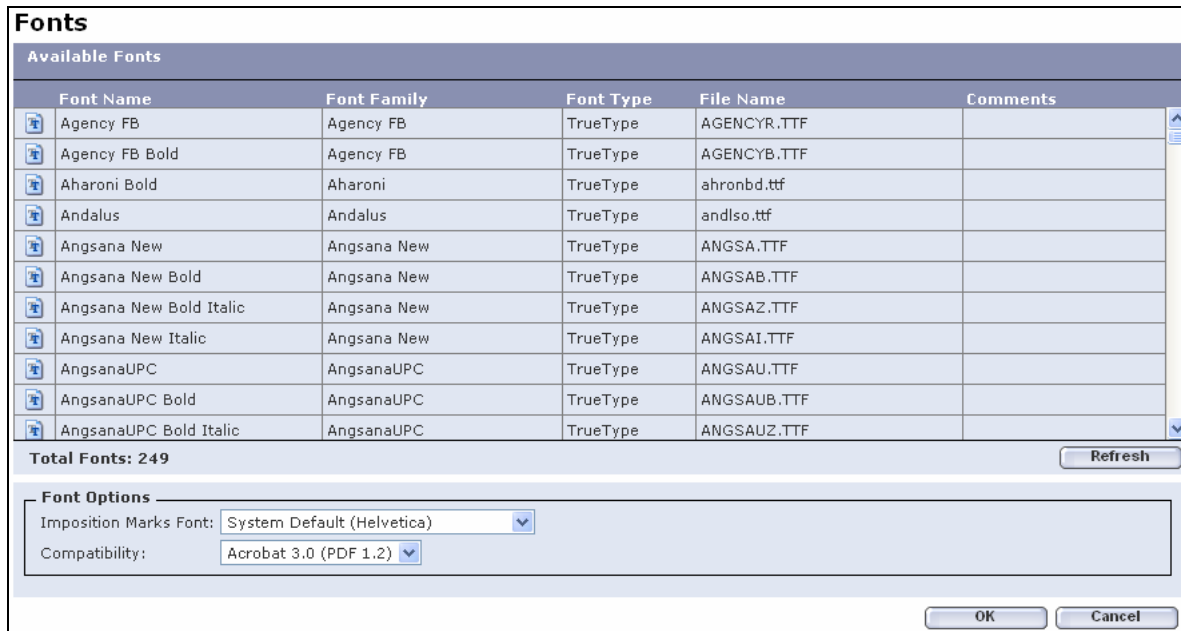 Fonts
Available Fonts
Font Name Font Family Font Type File Name Comments
Agency FB Agency FB TrueType AGENCYR.TTF
Agency FB Bold Agency FB TrueType AGENCYB.TTF
Aharoni Bold Aharoni TrueType ahronbd.ttf
Andalus Andalus TrueType andlso.ttf
Angsana New Angsana New TrueType ANGSA.TTF
Angsana New Bold Angsana New TrueType ANGSAB.TTF
Angsana New Bold Italic Angsana New TrueType ANGSAZ.TTF
Angsana New Italic Angsana New TrueType ANGSAI.TTF
AngsanaUPC AngsanaUPC TrueType ANGSAU.TTF
AngsanaUPC Bold AngsanaUPC TrueType ANGSAUB.TTF
AngsanaUPC Bold Italic AngsanaUPC TrueType ANGSAUZ.TTF
Total Fonts: 249 Refresh
Font Options
Imposition Marks Font: System Default (Helvetica)
Compatibility: Acrobat 3.0 (PDF 1.2)
OK Cancel